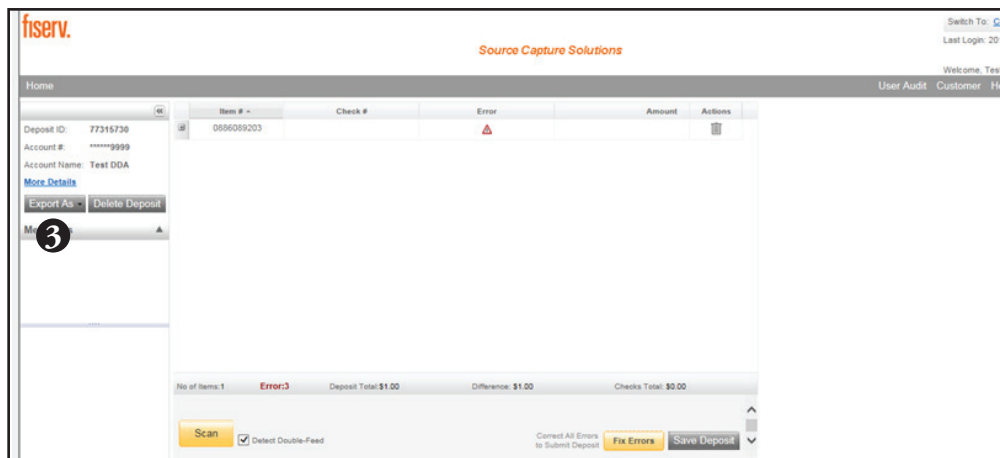 fiserv.
Switch To: C
Source Capture Solutions
Last Login: 201
Welcome, Test
Home
User Audit Customer He
Item # Check # Error Amount Actions
Deposit ID: 77315730
0886089203
Account #: ******9999
Account Name: Test DDA
More Details
Export As Delete Deposit
3
No of Items:1 Error:3 Deposit Total:$1.00 Difference: $1.00 Checks Total: $0.00
Scan
Detect Double-Feed
Correct All Errors
to Submit Deposit
Fix Errors
Save Deposit